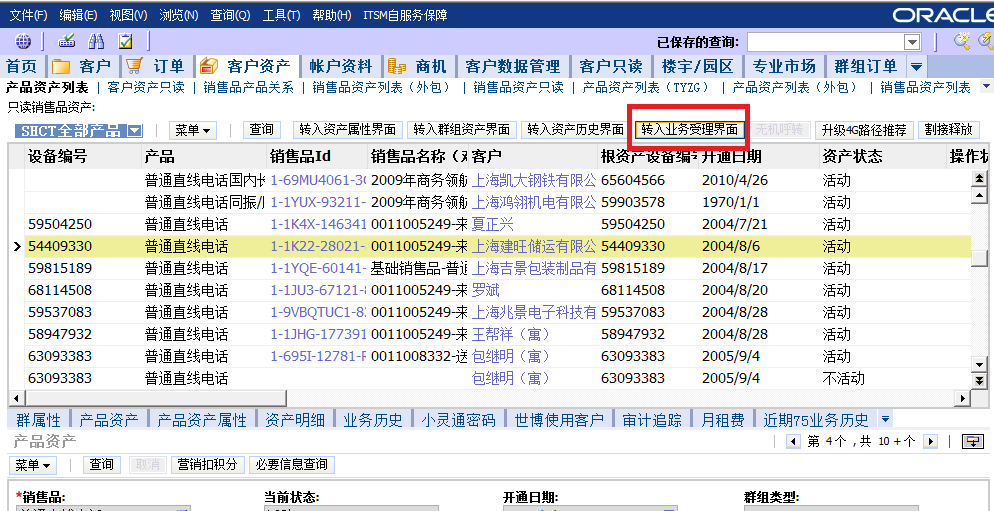 文件(F) 编辑(E) 视图(V) 浏览(N) 查询(Q) 工具(T) 帮助(H) ITSM自服务保障 ORACLE
已保存的查询:
首页 客户 订单 客户资产 帐户资料 商机 客户数据管理 客户只读 楼宇/园区 专业市场 群组订单
产品资产列表 | 客户资产只读 | 销售品产品关系 | 销售品资产列表（外包） | 销售品资产只读 | 产品资产列表（TYZG） | 产品资产列表（外包） | 销售品资产列表
只读销售品资产:
SHCT全部产品 菜单 查询 转入资产属性界面 转入群组资产界面 转入资产历史界面 转入业务受理界面 无机呼转 升级4G路径推荐 割接释放
设备编号 产品 销售品Id 销售品名称 客户 根资产设备编号 开通日期 资产状态 操作状
普通直线电话国内长 1-69MU4061-3 2009年商务领航 上海凯大钢铁有限公 65604566 2010/4/26 活动
普通直线电话同振/ 1-1YUX-93211- 2009年商务领航 上海鸿翎机电有限公 59903578 1970/1/1 活动
59504250 普通直线电话 1-1K4X-146341 0011005249-来 夏正兴 59504250 2004/7/21 活动
54409330 普通直线电话 1-1K22-28021- 0011005249-来 上海建旺储运有限公 54409330 2004/8/6 活动
59815189 普通直线电话 1-1YQE-60141- 基础销售品-普通 上海吉景包装制品有 59815189 2004/8/17 活动
68114508 普通直线电话 1-1JU3-67121- 0011005249-来 罗斌 68114508 2004/8/20 活动
59537083 普通直线电话 1-9VBQTUC1- 0011005249-来 上海兆景电子科技有 59537083 2004/8/28 活动
58947932 普通直线电话 1-1JHG-177391 0011005249-来 王帮祥（寓） 58947932 2004/8/28 活动
63093383 普通直线电话 1-695I-12781-F 0011008332-送 包继明（寓） 63093383 2005/9/4 活动
63093383 普通直线电话 包继明（寓） 63093383 2005/9/4 不活动
群属性 产品资产 产品资产属性 资产明细 业务历史 小灵通密码 世博使用客户 审计追踪 月租费 近期75业务历史
产品资产 第 4 个，共 10 + 个
菜单 查询 取消 营销扣积分 必要信息查询
*销售品: 当前状态: 开通日期: 群组类型: